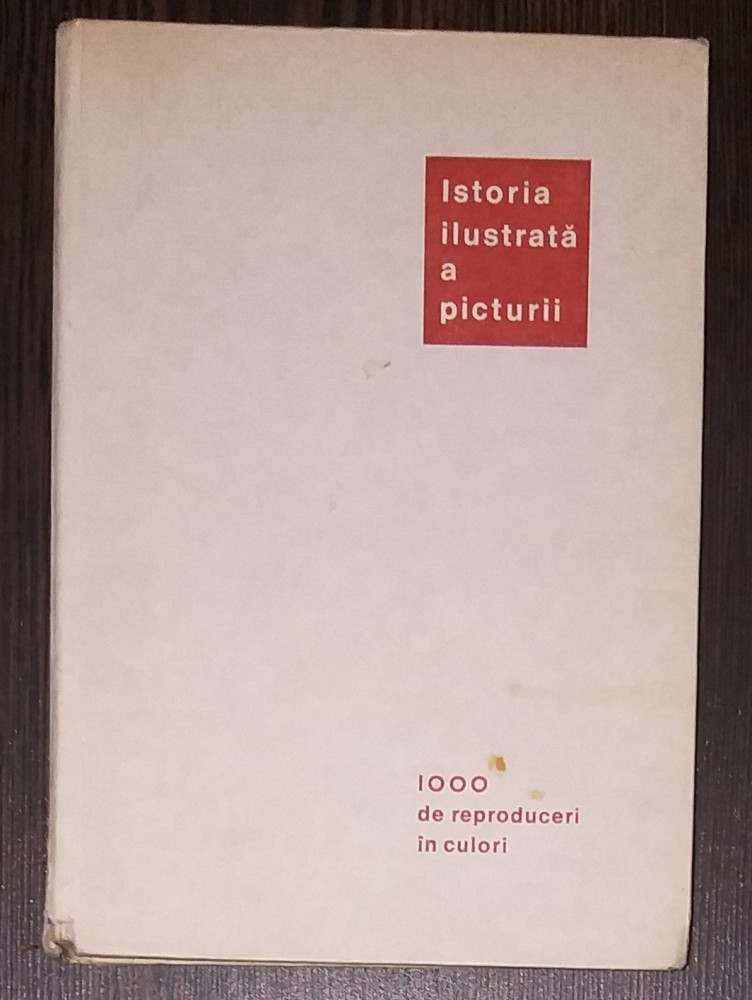 Istoria
ilustrată
a
picturii
1000
de reproduceri
în culori